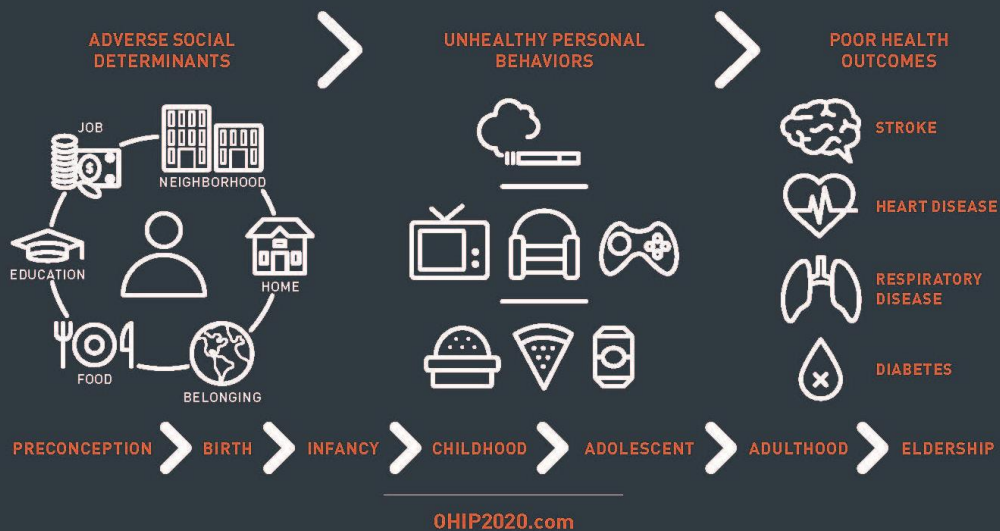 ADVERSE SOCIAL
DETERMINANTS
UNHEALTHY PERSONAL
BEHAVIORS
POOR HEALTH
OUTCOMES
JOB
$
NEIGHBORHOOD
EDUCATION
HOME
FOOD
BELONGING
STROKE
HEART DISEASE
RESPIRATORY
DISEASE
DIABETES
PRECONCEPTION
BIRTH
INFANCY
CHILDHOOD
ADOLESCENT
ADULTHOOD
ELDERSHIP
OHIP2020.com